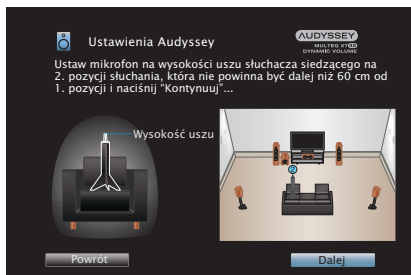 Ustawienia Audyssey
AUDYSSEY
MULTEQ XT32
DYNAMIC VOLUME
Ustaw mikrofon na wysokości uszu słuchacza siedzącego na
2. pozycji słuchania, która nie powinna być dalej niż 60 cm od
1. pozycji i naciśnij “Kontynuuj”...
Wysokość uszu
2
Powrót
Dalej